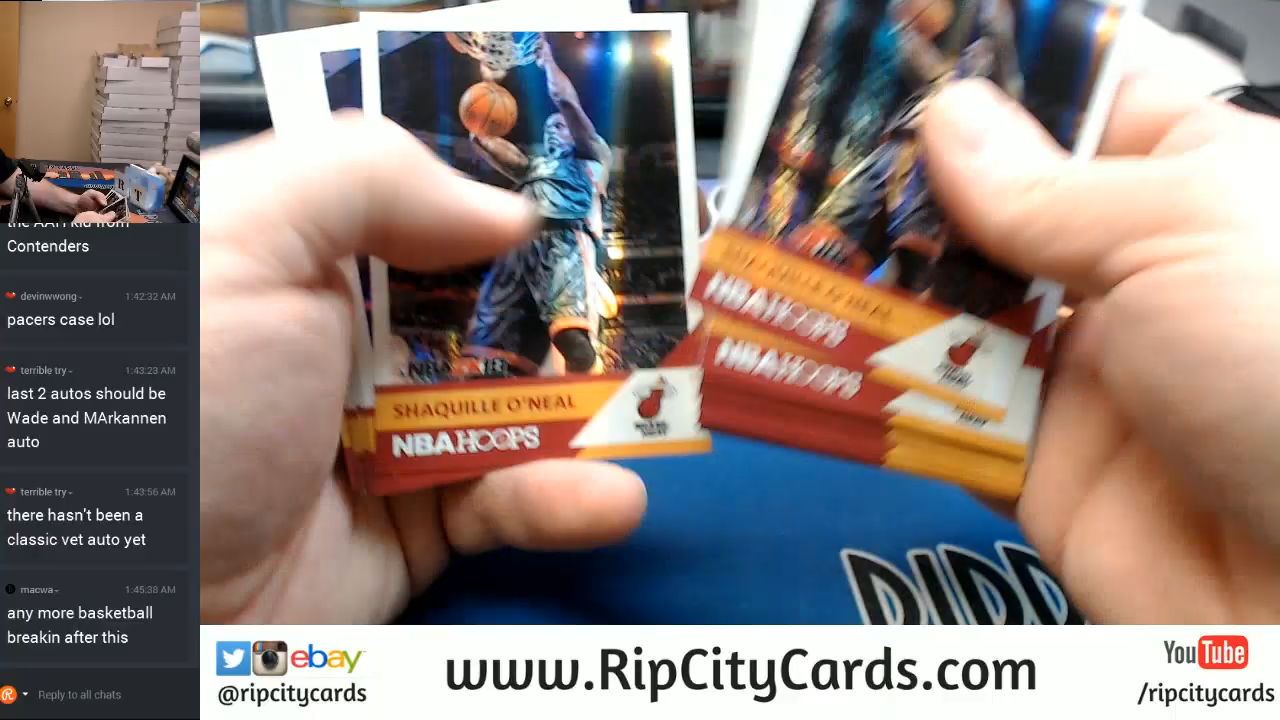 the AAH kid from
Contenders
devinwwong
1:42:32 AM
pacers case lol
terrible try
1:43:23 AM
last 2 autos should be
Wade and MArkannen
auto
terrible try
1:43:56 AM
there hasn't been a
classic vet auto yet
macwa
1:45:38 AM
any more basketball
breakin after this
Reply to all chats
SHAQUILLE O'NEAL
NBA HOOPS
SHAQUILLE O'NEAL
NBA HOOPS
NBA HOOPS
ebay
@ripcitycards
www.RipCityCards.com
YouTube
/ripcitycards